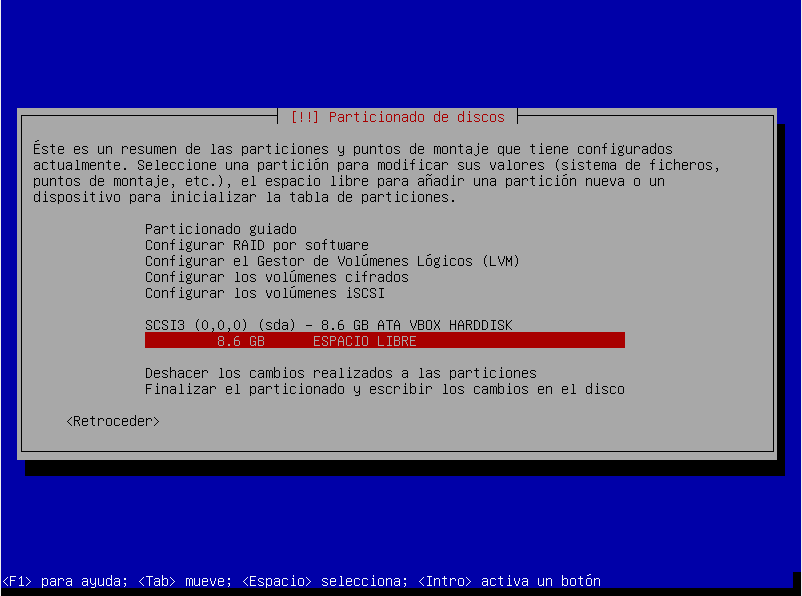 [!!] Particionado de discos
Éste es un resumen de las particiones y puntos de montaje que tiene configurados
actualmente. Seleccione una partición para modificar sus valores (sistema de ficheros,
puntos de montaje, etc.), el espacio libre para añadir una partición nueva o un
dispositivo para inicializar la tabla de particiones.
Particionado guiado
Configurar RAID por software
Configurar el Gestor de Volúmenes Lógicos (LVM)
Configurar los volúmenes cifrados
Configurar los volúmenes iSCSI
SCSI3 (0,0,0) (sda) – 8.6 GB ATA VBOX HARDDISK
8.6 GB ESPACIO LIBRE
Deshacer los cambios realizados a las particiones
Finalizar el particionado y escribir los cambios en el disco
<Retroceder>
<F1> para ayuda; <Tab> mueve; <Espacio> selecciona; <Intro> activa un botón